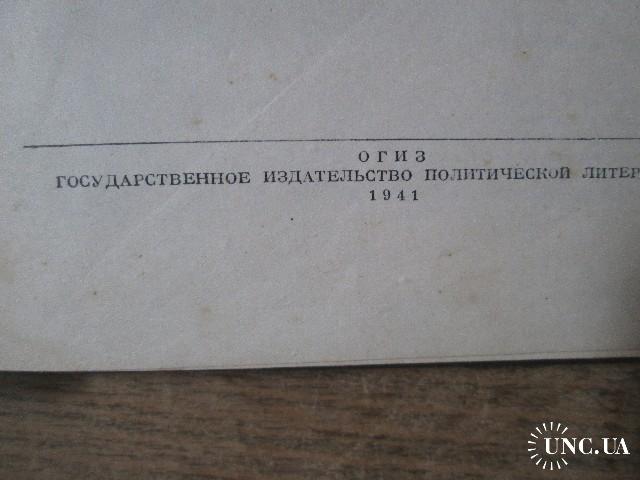 ОГИЗ
ГОСУДАРСТВЕННОЕ ИЗДАТЕЛЬСТВО ПОЛИТИЧЕСКОЙ ЛИТЕР
1941
UNC.UA